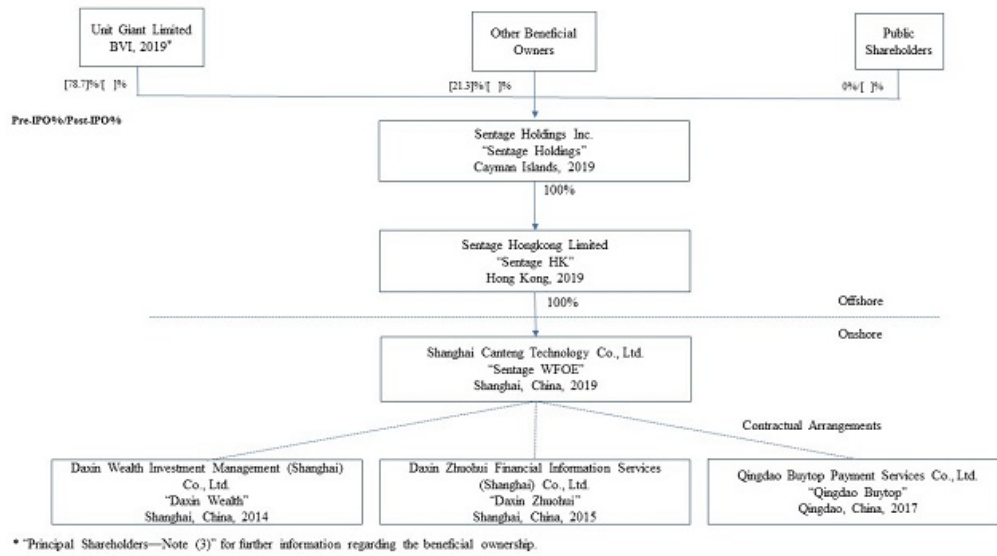 Unit Giant Limited
BVI, 2019*
Other Beneficial
Owners
Public
Shareholders
[78.7]%/[ ]%
[21.3]%/[ ]%
0%/[ ]%
Pre-IPO%/Post-IPO%
Sentage Holdings Inc.
“Sentage Holdings”
Cayman Islands, 2019
100%
Sentage Hongkong Limited
“Sentage HK”
Hong Kong, 2019
100%
Offshore
Onshore
Shanghai Canteng Technology Co., Ltd.
“Sentage WFOE”
Shanghai, China, 2019
Contractual Arrangements
Daxin Wealth Investment Management (Shanghai)
Co., Ltd.
“Daxin Wealth”
Shanghai, China, 2014
Daxin Zhuohui Financial Information Services
(Shanghai) Co., Ltd.
“Daxin Zhuohui”
Shanghai, China, 2015
Qingdao Buytop Payment Services Co., Ltd.
“Qingdao Buytop”
Qingdao, China, 2017
* “Principal Shareholders—Note (3)” for further information regarding the beneficial ownership.